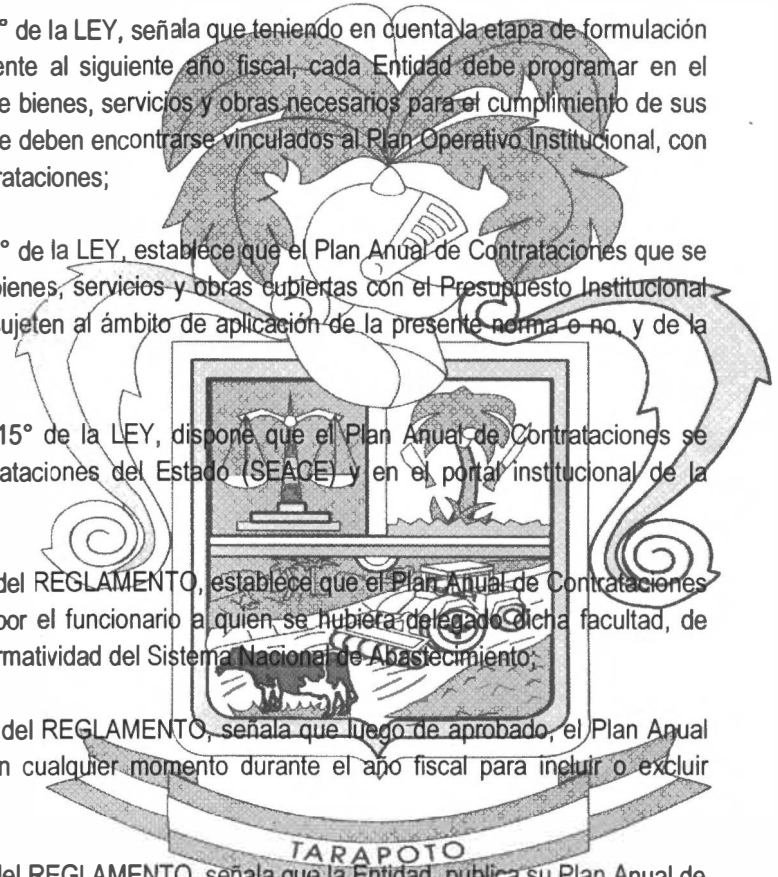 ° de la LEY, señala que teniendo en cuenta la etapa de formulación
ente al siguiente año fiscal, cada Entidad debe programar en el
e bienes, servicios y obras necesarios para el cumplimiento de sus
e deben encontrarse vinculados al Plan Operativo Institucional, con
rataciones;
° de la LEY, establece que el Plan Anual de Contrataciones que se
bienes, servicios y obras cubiertas con el Presupuesto Institucional
sujeten al ámbito de aplicación de la presente norma o no, y de la
15° de la LEY, dispone que el Plan Anual de Contrataciones se
rataciones del Estado (SEACE) y en el portal institucional de la
del REGLAMENTO, establece que el Plan Anual de Contrataciones
por el funcionario a quien se hubiera delegado dicha facultad, de
rmatividad del Sistema Nacional de Abastecimiento;
del REGLAMENTO, señala que luego de aprobado, el Plan Anual
n cualquier momento durante el año fiscal para incluir o excluir
TARAPOTO
del REGLAMENTO, señala que la Entidad, publica su Plan Anual de